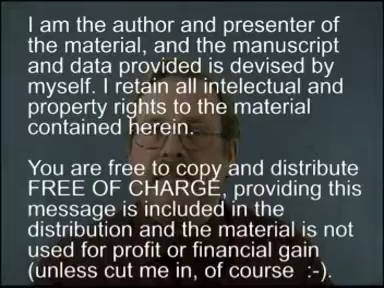 I am the author and presenter of
the material, and the manuscript
and data provided is devised by
myself. I retain all intelectual and
property rights to the material
contained herein.
You are free to copy and distribute
FREE OF CHARGE, providing this
message is included in the
distribution and the material is not
used for profit or financial gain
(unless cut me in, of course  :-).